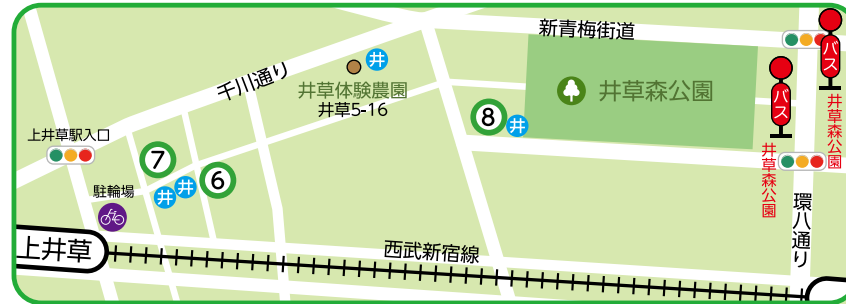 新青梅街道
バス
井草森公園
千川通り
井
井草体験農園
井草5-16
井草森公園
バス
井草森公園
8
井
上井草駅入口
7
6
井
井
駐輪場
環八通り
上井草
西武新宿線